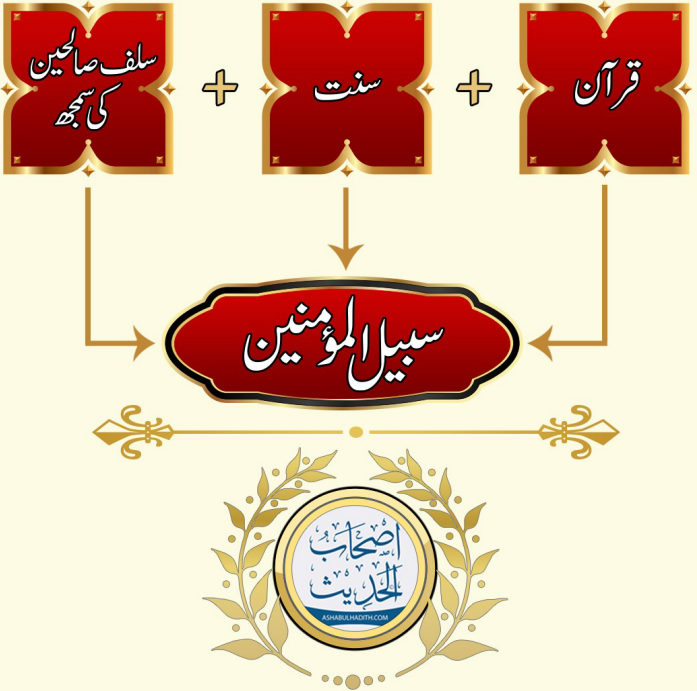 قرآن
+
سنت
+
سلف صالحین
کی سمجھ
سبیل المؤمنین
اصحاب
الحدیث
ASHABULHADITH.COM